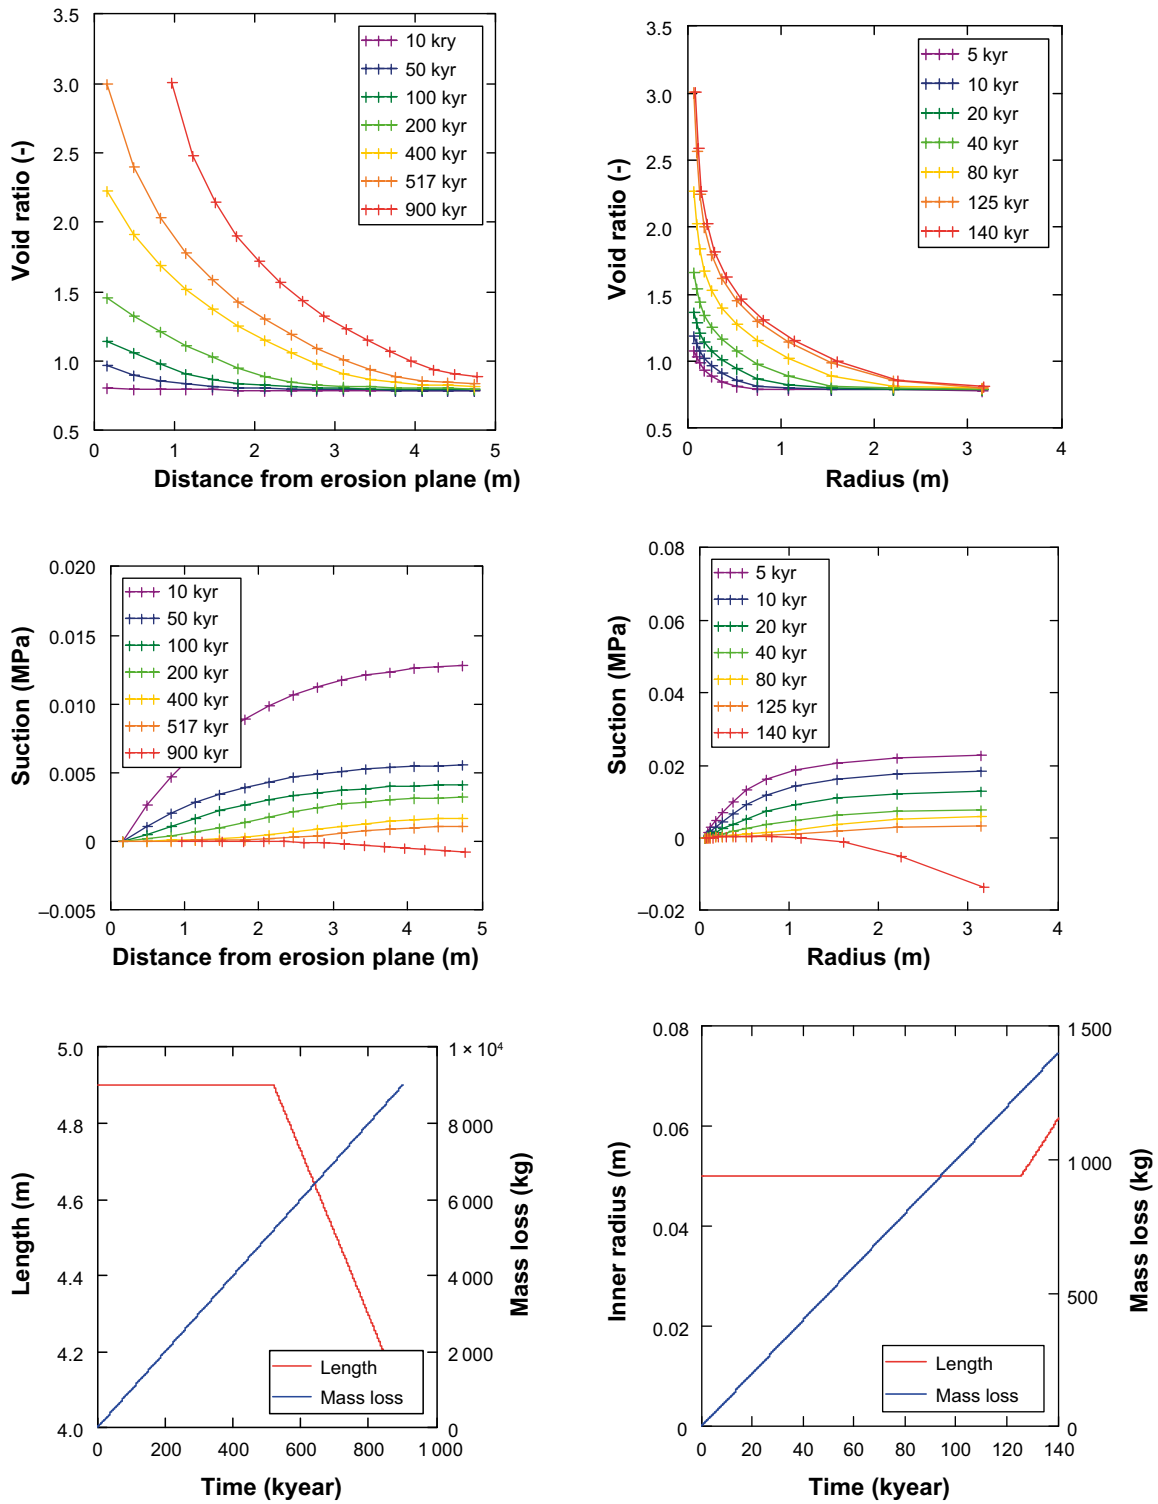 3.5
3.0
2.5
2.0
1.5
1.0
0.5
0
1
2
3
4
5
Void ratio (-)
Distance from erosion plane (m)
10 kry
50 kyr
100 kyr
200 kyr
400 kyr
517 kyr
900 kyr
3.5
3.0
2.5
2.0
1.5
1.0
0.5
0
1
2
3
4
Void ratio (-)
Radius (m)
5 kyr
10 kyr
20 kyr
40 kyr
80 kyr
125 kyr
140 kyr
0.020
0.015
0.010
0.005
0
–0.005
0
1
2
3
4
5
Suction (MPa)
Distance from erosion plane (m)
10 kyr
50 kyr
100 kyr
200 kyr
400 kyr
517 kyr
900 kyr
0.08
0.06
0.04
0.02
0
–0.02
0
1
2
3
4
Suction (MPa)
Radius (m)
5 kyr
10 kyr
20 kyr
40 kyr
80 kyr
125 kyr
140 kyr
5.0
4.8
4.6
4.4
4.2
4.0
0
200
400
600
800
1 000
1 × 10⁴
8 000
6 000
4 000
2 000
0
Length (m)
Mass loss (kg)
Time (kyear)
Length
Mass loss
0.08
0.06
0.04
0.02
0
0
20
40
60
80
100
120
140
1 500
1 000
500
0
Inner radius (m)
Mass loss (kg)
Time (kyear)
Length
Mass loss